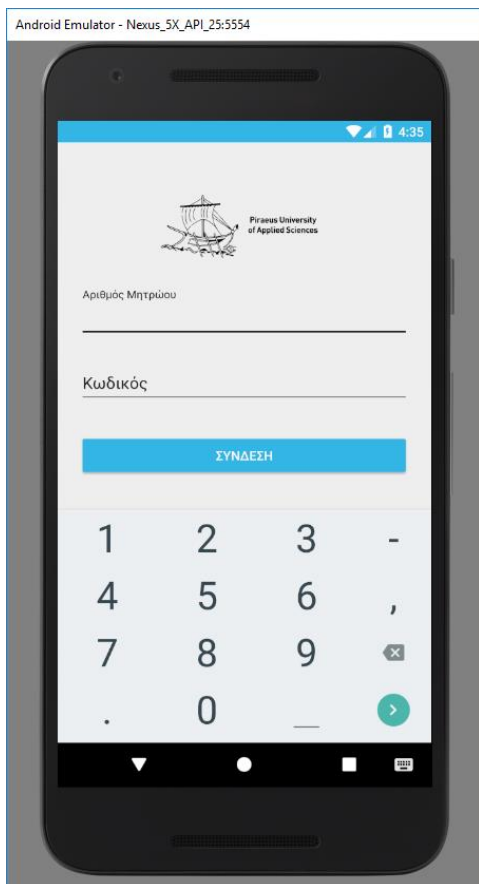 Android Emulator - Nexus_5X_API_25:5554
4:35
Piraeus University
of Applied Sciences
Αριθμός Μητρώου
Κωδικός
ΣΥΝΔΕΣΗ
1 2 3 -
4 5 6 ,
7 8 9
. 0 _